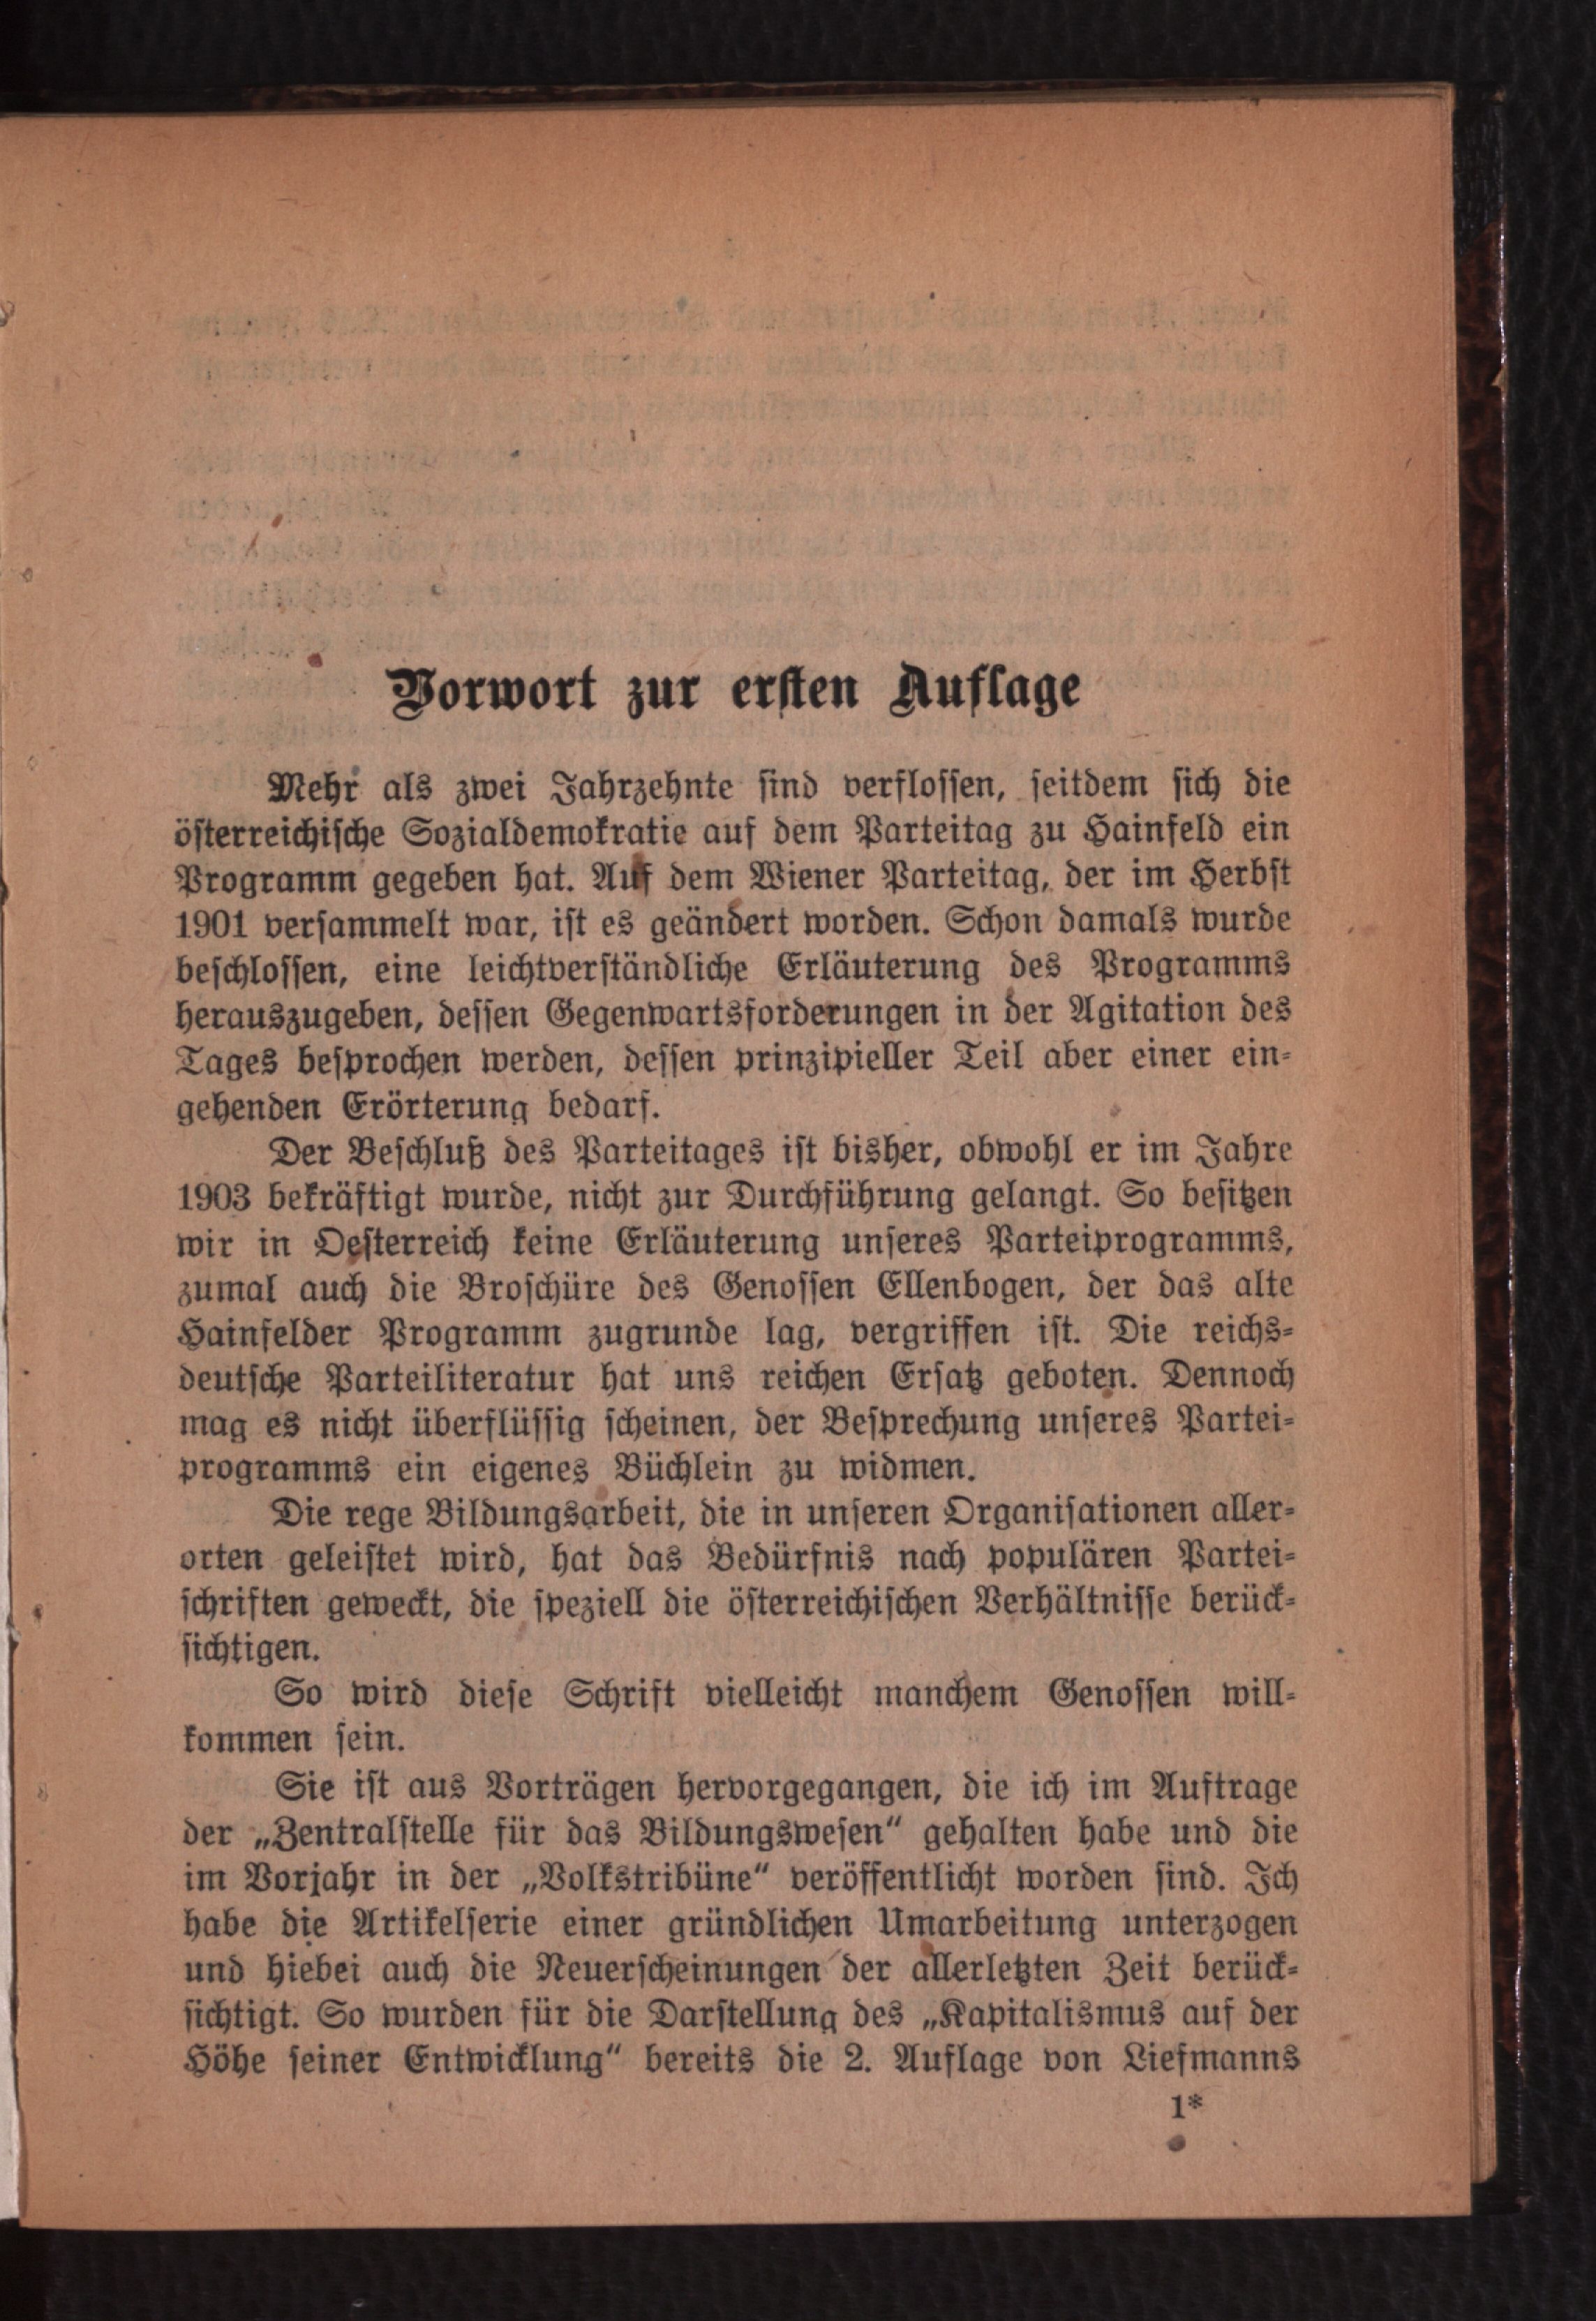 Vorwort zur ersten Auflage
Mehr als zwei Jahrzehnte sind verflossen, seitdem sich die
österreichische Sozialdemokratie auf dem Parteitag zu Hainfeld ein
Programm gegeben hat. Auf dem Wiener Parteitag, der im Herbst
1901 versammelt war, ist es geändert worden. Schon damals wurde
beschlossen, eine leichtverständliche Erläuterung des Programms
herauszugeben, dessen Gegenwartsforderungen in der Agitation des
Tages besprochen werden, dessen prinzipieller Teil aber einer ein-
gehenden Erörterung bedarf.
Der Beschluß des Parteitages ist bisher, obwohl er im Jahre
1903 bekräftigt wurde, nicht zur Durchführung gelangt. So besitzen
wir in Oesterreich keine Erläuterung unseres Parteiprogramms,
zumal auch die Broschüre des Genossen Ellenbogen, der das alte
Hainfelder Programm zugrunde lag, vergriffen ist. Die reichs-
deutsche Parteiliteratur hat uns reichen Ersatz geboten. Dennoch
mag es nicht überflüssig scheinen, der Besprechung unseres Partei-
programms ein eigenes Büchlein zu widmen.
Die rege Bildungsarbeit, die in unseren Organisationen aller-
orten geleistet wird, hat das Bedürfnis nach populären Partei-
schriften geweckt, die speziell die österreichischen Verhältnisse berück-
sichtigen.
So wird diese Schrift vielleicht manchem Genossen will-
kommen sein.
Sie ist aus Vorträgen hervorgegangen, die ich im Auftrage
der „Zentralstelle für das Bildungswesen“ gehalten habe und die
im Vorjahr in der „Volkstribüne“ veröffentlicht worden sind. Ich
habe die Artikelserie einer gründlichen Umarbeitung unterzogen
und hiebei auch die Neuerscheinungen der allerletzten Zeit berück-
sichtigt. So wurden für die Darstellung des „Kapitalismus auf der
Höhe seiner Entwicklung“ bereits die 2. Auflage von Liefmanns
1*